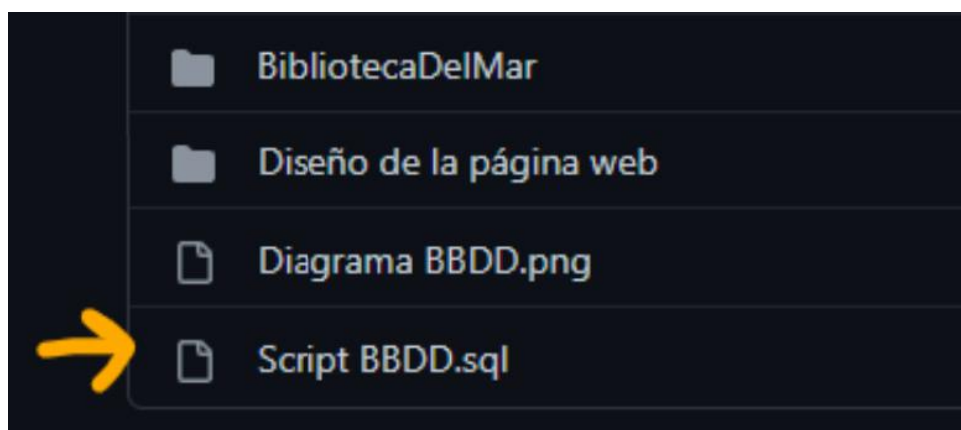 BibliotecaDelMar
Diseño de la página web
Diagrama BBDD.png
Script BBDD.sql